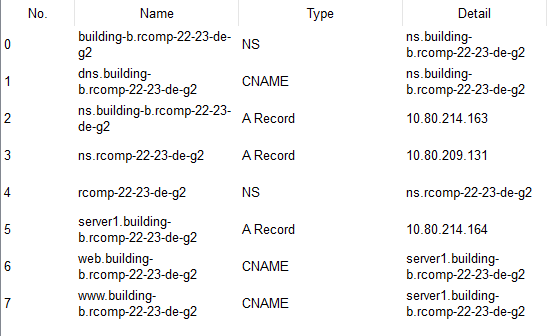 No. Name Type Detail
building-b.rcomp-22-23-de- ns.building-
0 g2 NS b.rcomp-22-23-de-g2
dns.building- ns.building-
1 b.rcomp-22-23-de-g2 CNAME b.rcomp-22-23-de-g2
2 ns.building-b.rcomp-22-23- A Record 10.80.214.163
de-g2
3 ns.rcomp-22-23-de-g2 A Record 10.80.209.131
4 rcomp-22-23-de-g2 NS ns.rcomp-22-23-de-g2
5 server1.building- A Record 10.80.214.164
b.rcomp-22-23-de-g2
web.building- server1.building-
6 b.rcomp-22-23-de-g2 CNAME b.rcomp-22-23-de-g2
www.building- server1.building-
7 b.rcomp-22-23-de-g2 CNAME b.rcomp-22-23-de-g2